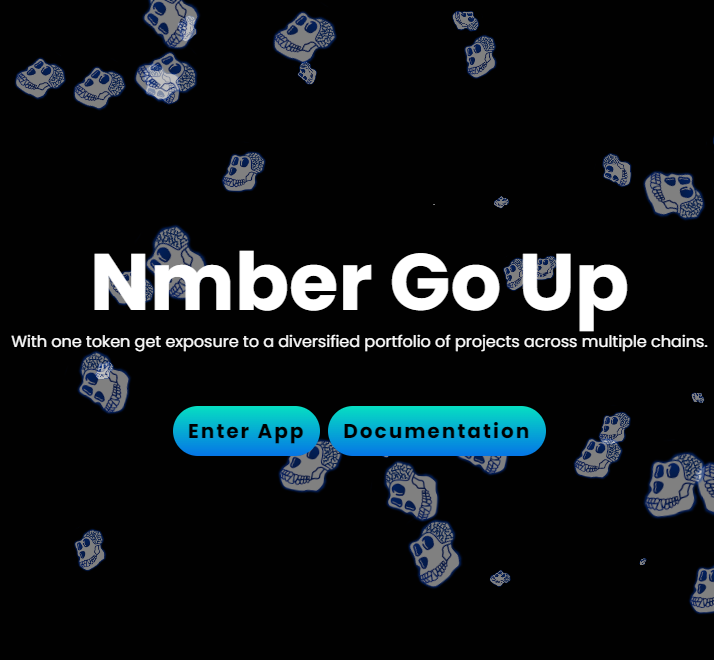 Nmber Go Up
With one token get exposure to a diversified portfolio of projects across multiple chains.
Enter App Documentation